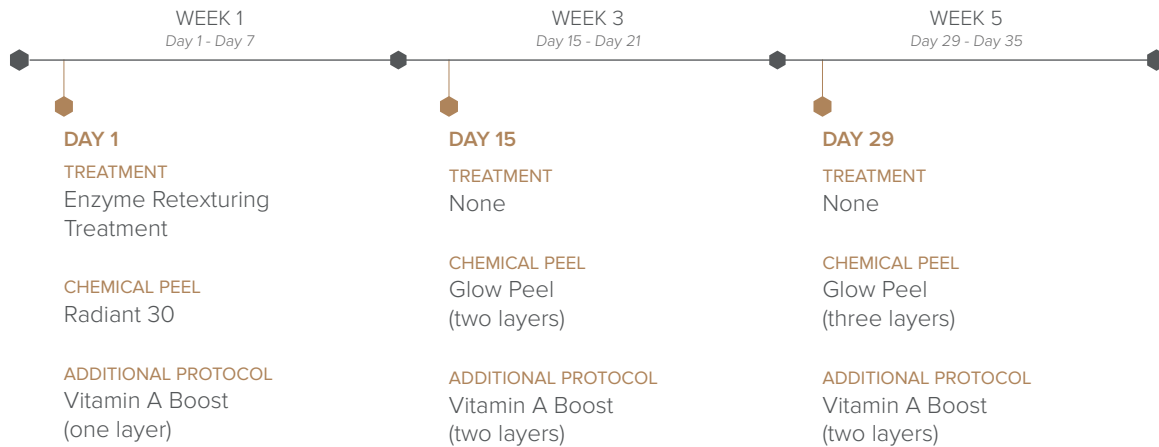 WEEK 1
Day 1 - Day 7
WEEK 3
Day 15 - Day 21
WEEK 5
Day 29 - Day 35
DAY 1
TREATMENT
Enzyme Retexturing
Treatment
CHEMICAL PEEL
Radiant 30
ADDITIONAL PROTOCOL
Vitamin A Boost
(one layer)
DAY 15
TREATMENT
None
CHEMICAL PEEL
Glow Peel
(two layers)
ADDITIONAL PROTOCOL
Vitamin A Boost
(two layers)
DAY 29
TREATMENT
None
CHEMICAL PEEL
Glow Peel
(three layers)
ADDITIONAL PROTOCOL
Vitamin A Boost
(two layers)